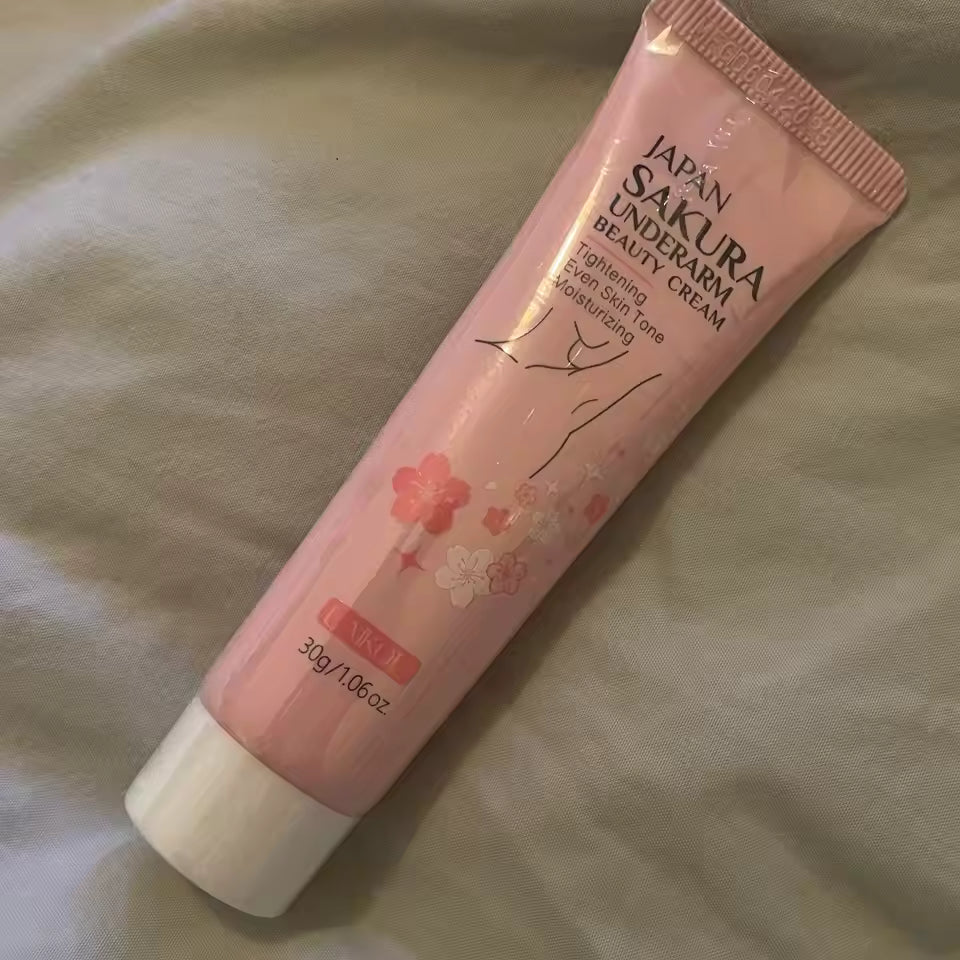 JAPAN
SAKURA
UNDERARM
BEAUTY CREAM
Tightening
Even Skin Tone
Moisturizing
30g/1.06oz.